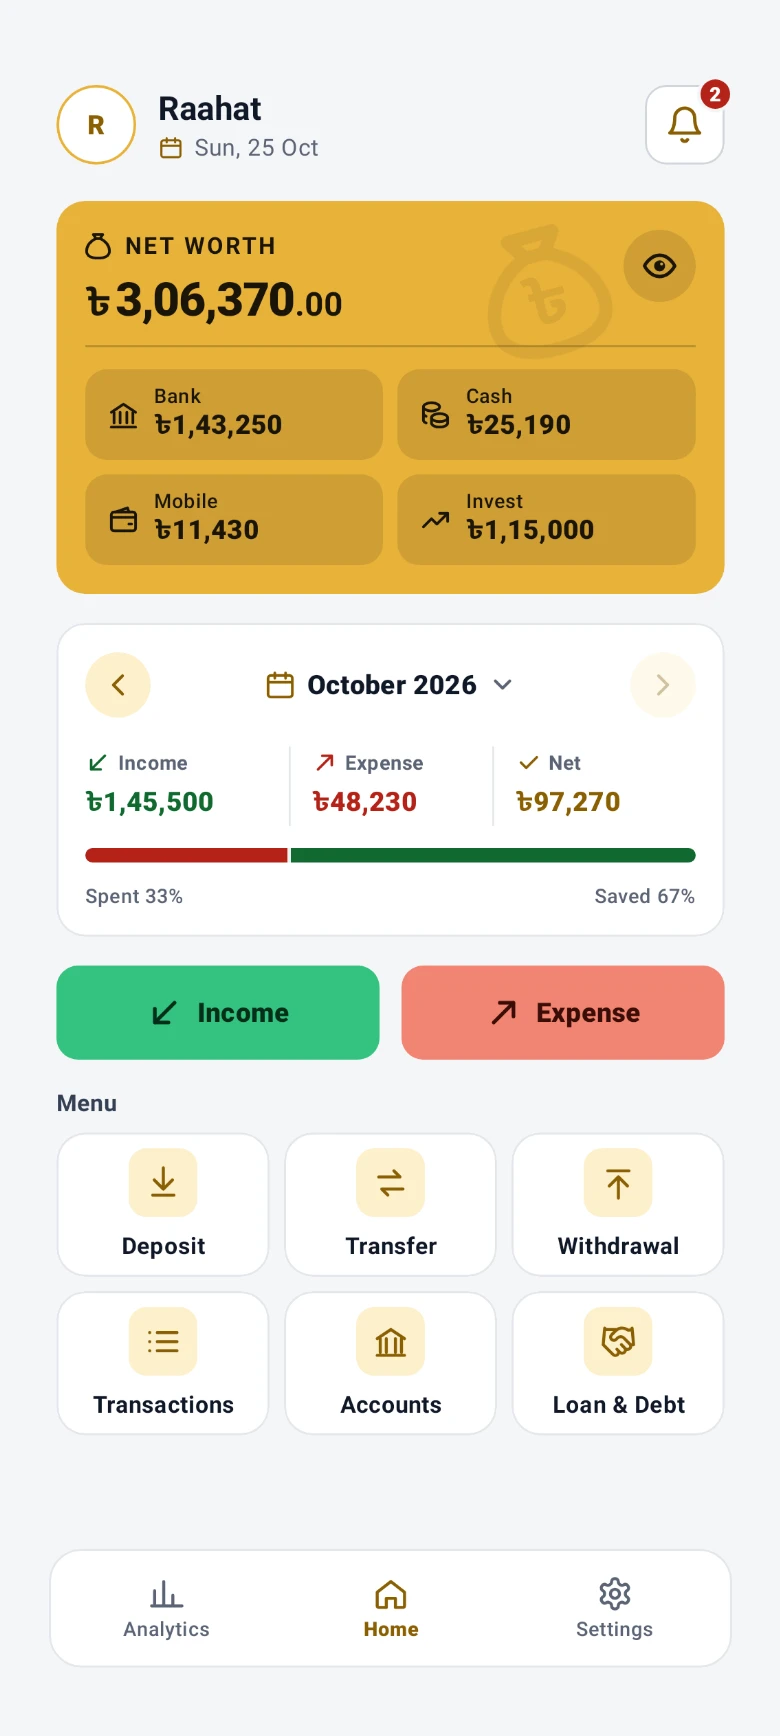 R
Raahat
Sun, 25 Oct
2
NET WORTH
৳3,06,370.00
৳
Bank
৳1,43,250
Cash
৳25,190
Mobile
৳11,430
Invest
৳1,15,000
October 2026
Income
৳1,45,500
Expense
৳48,230
Net
৳97,270
Spent 33%
Saved 67%
Income
Expense
Menu
Deposit
Transfer
Withdrawal
Transactions
Accounts
Loan & Debt
Analytics
Home
Settings